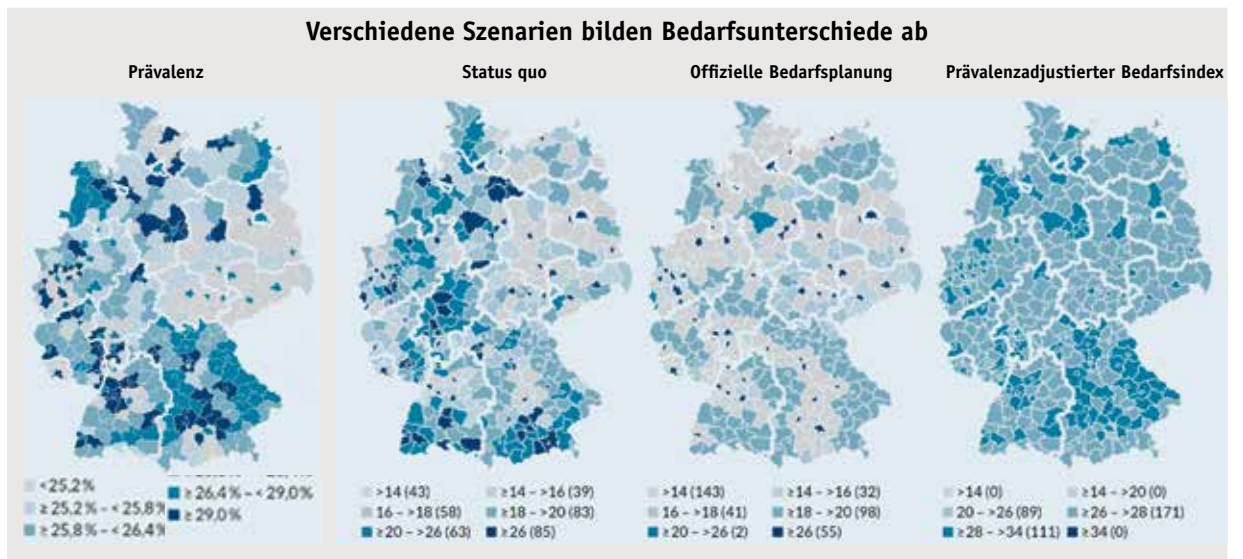 Verschiedene Szenarien bilden Bedarfsunterschiede ab
Prävalenz
Status quo
Offizielle Bedarfsplanung
Prävalenzadjustierter Bedarfsindex
<25,2%
≥ 25,2% – < 25,8%
≥ 25,8% – < 26,4%
≥ 26,4% – < 29,0%
≥ 29,0%
>14 (43) ≥14 – >16 (39)
16 – >18 (58) ≥18 – >20 (83)
≥20 – >26 (63) ≥26 (85)
>14 (143) ≥14 – >16 (32)
16 – >18 (41) ≥18 – >20 (98)
≥20 – >26 (2) ≥26 (55)
>14 (0) ≥14 – >20 (0)
20 – >26 (89) ≥26 – >28 (171)
≥28 – >34 (111) ≥34 (0)